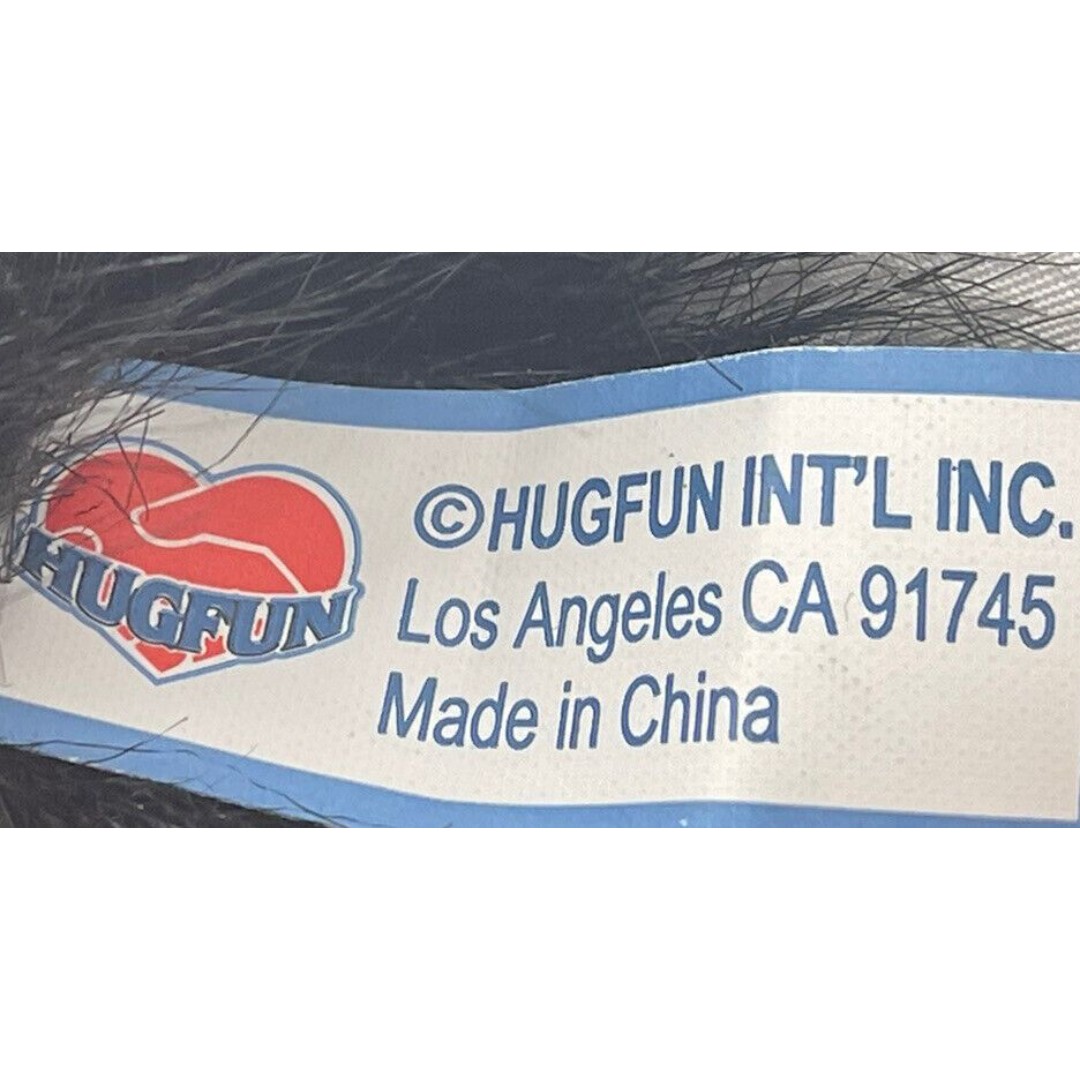 HUGFUN
©HUGFUN INT'L INC.
Los Angeles CA 91745
Made in China